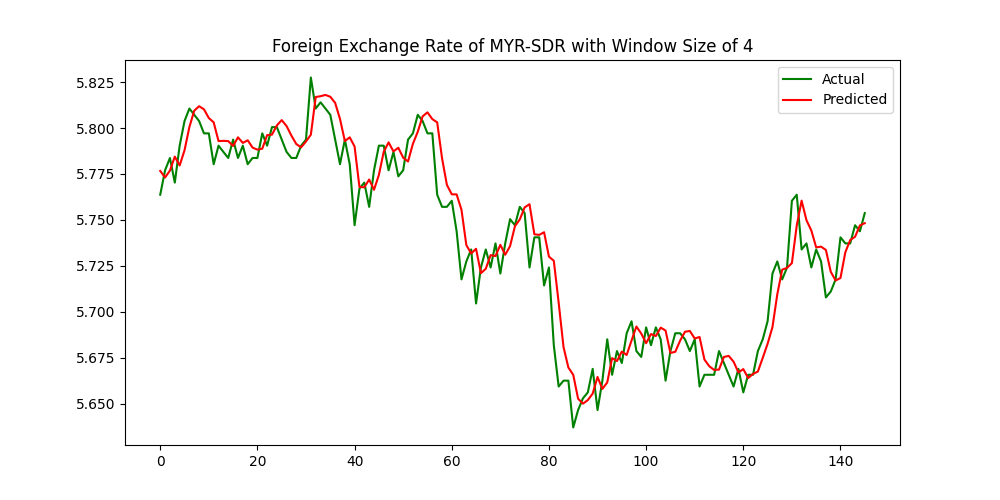 Foreign Exchange Rate of MYR-SDR with Window Size of 4
Actual
Predicted
5.825
5.800
5.775
5.750
5.725
5.700
5.675
5.650
0 20 40 60 80 100 120 140